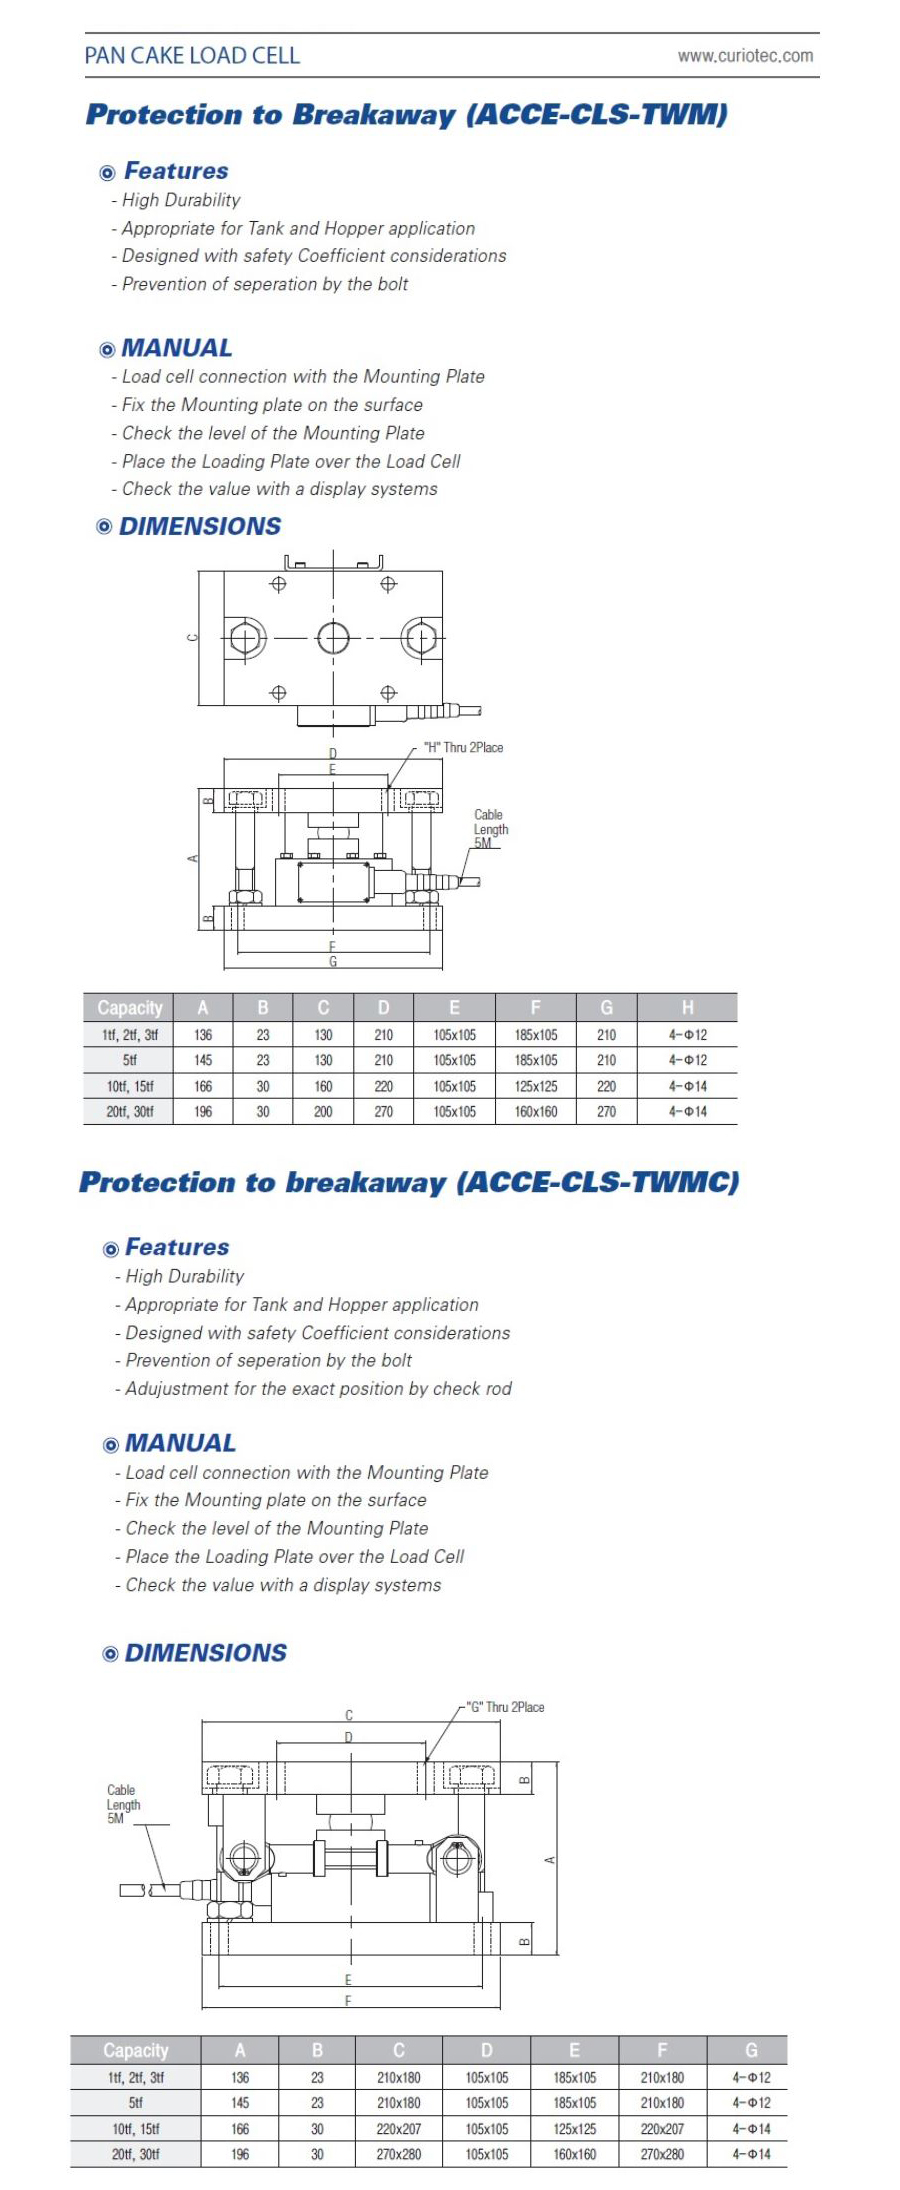 PAN CAKE LOAD CELL
www.curiotec.com
Protection to Breakaway (ACCE-CLS-TWM)
Features
- High Durability
- Appropriate for Tank and Hopper application
- Designed with safety Coefficient considerations
- Prevention of seperation by the bolt
MANUAL
- Load cell connection with the Mounting Plate
- Fix the Mounting plate on the surface
- Check the level of the Mounting Plate
- Place the Loading Plate over the Load Cell
- Check the value with a display systems
DIMENSIONS
C
D
"H" Thru 2Place
E
B
Cable
Length
5M
A
B
F
G
Capacity A B C D E F G H
1tf, 2tf, 3tf 136 23 130 210 105x105 185x105 210 4-Φ12
5tf 145 23 130 210 105x105 185x105 210 4-Φ12
10tf, 15tf 166 30 160 220 105x105 125x125 220 4-Φ14
20tf, 30tf 196 30 200 270 105x105 160x160 270 4-Φ14
Protection to breakaway (ACCE-CLS-TWMC)
Features
- High Durability
- Appropriate for Tank and Hopper application
- Designed with safety Coefficient considerations
- Prevention of seperation by the bolt
- Adujustment for the exact position by check rod
MANUAL
- Load cell connection with the Mounting Plate
- Fix the Mounting plate on the surface
- Check the level of the Mounting Plate
- Place the Loading Plate over the Load Cell
- Check the value with a display systems
DIMENSIONS
"G" Thru 2Place
C
D
B
Cable
Length
5M
A
B
E
F
Capacity A B C D E F G
1tf, 2tf, 3tf 136 23 210x180 105x105 185x105 210x180 4-Φ12
5tf 145 23 210x180 105x105 185x105 210x180 4-Φ12
10tf, 15tf 166 30 220x207 105x105 125x125 220x207 4-Φ14
20tf, 30tf 196 30 270x280 105x105 160x160 270x280 4-Φ14